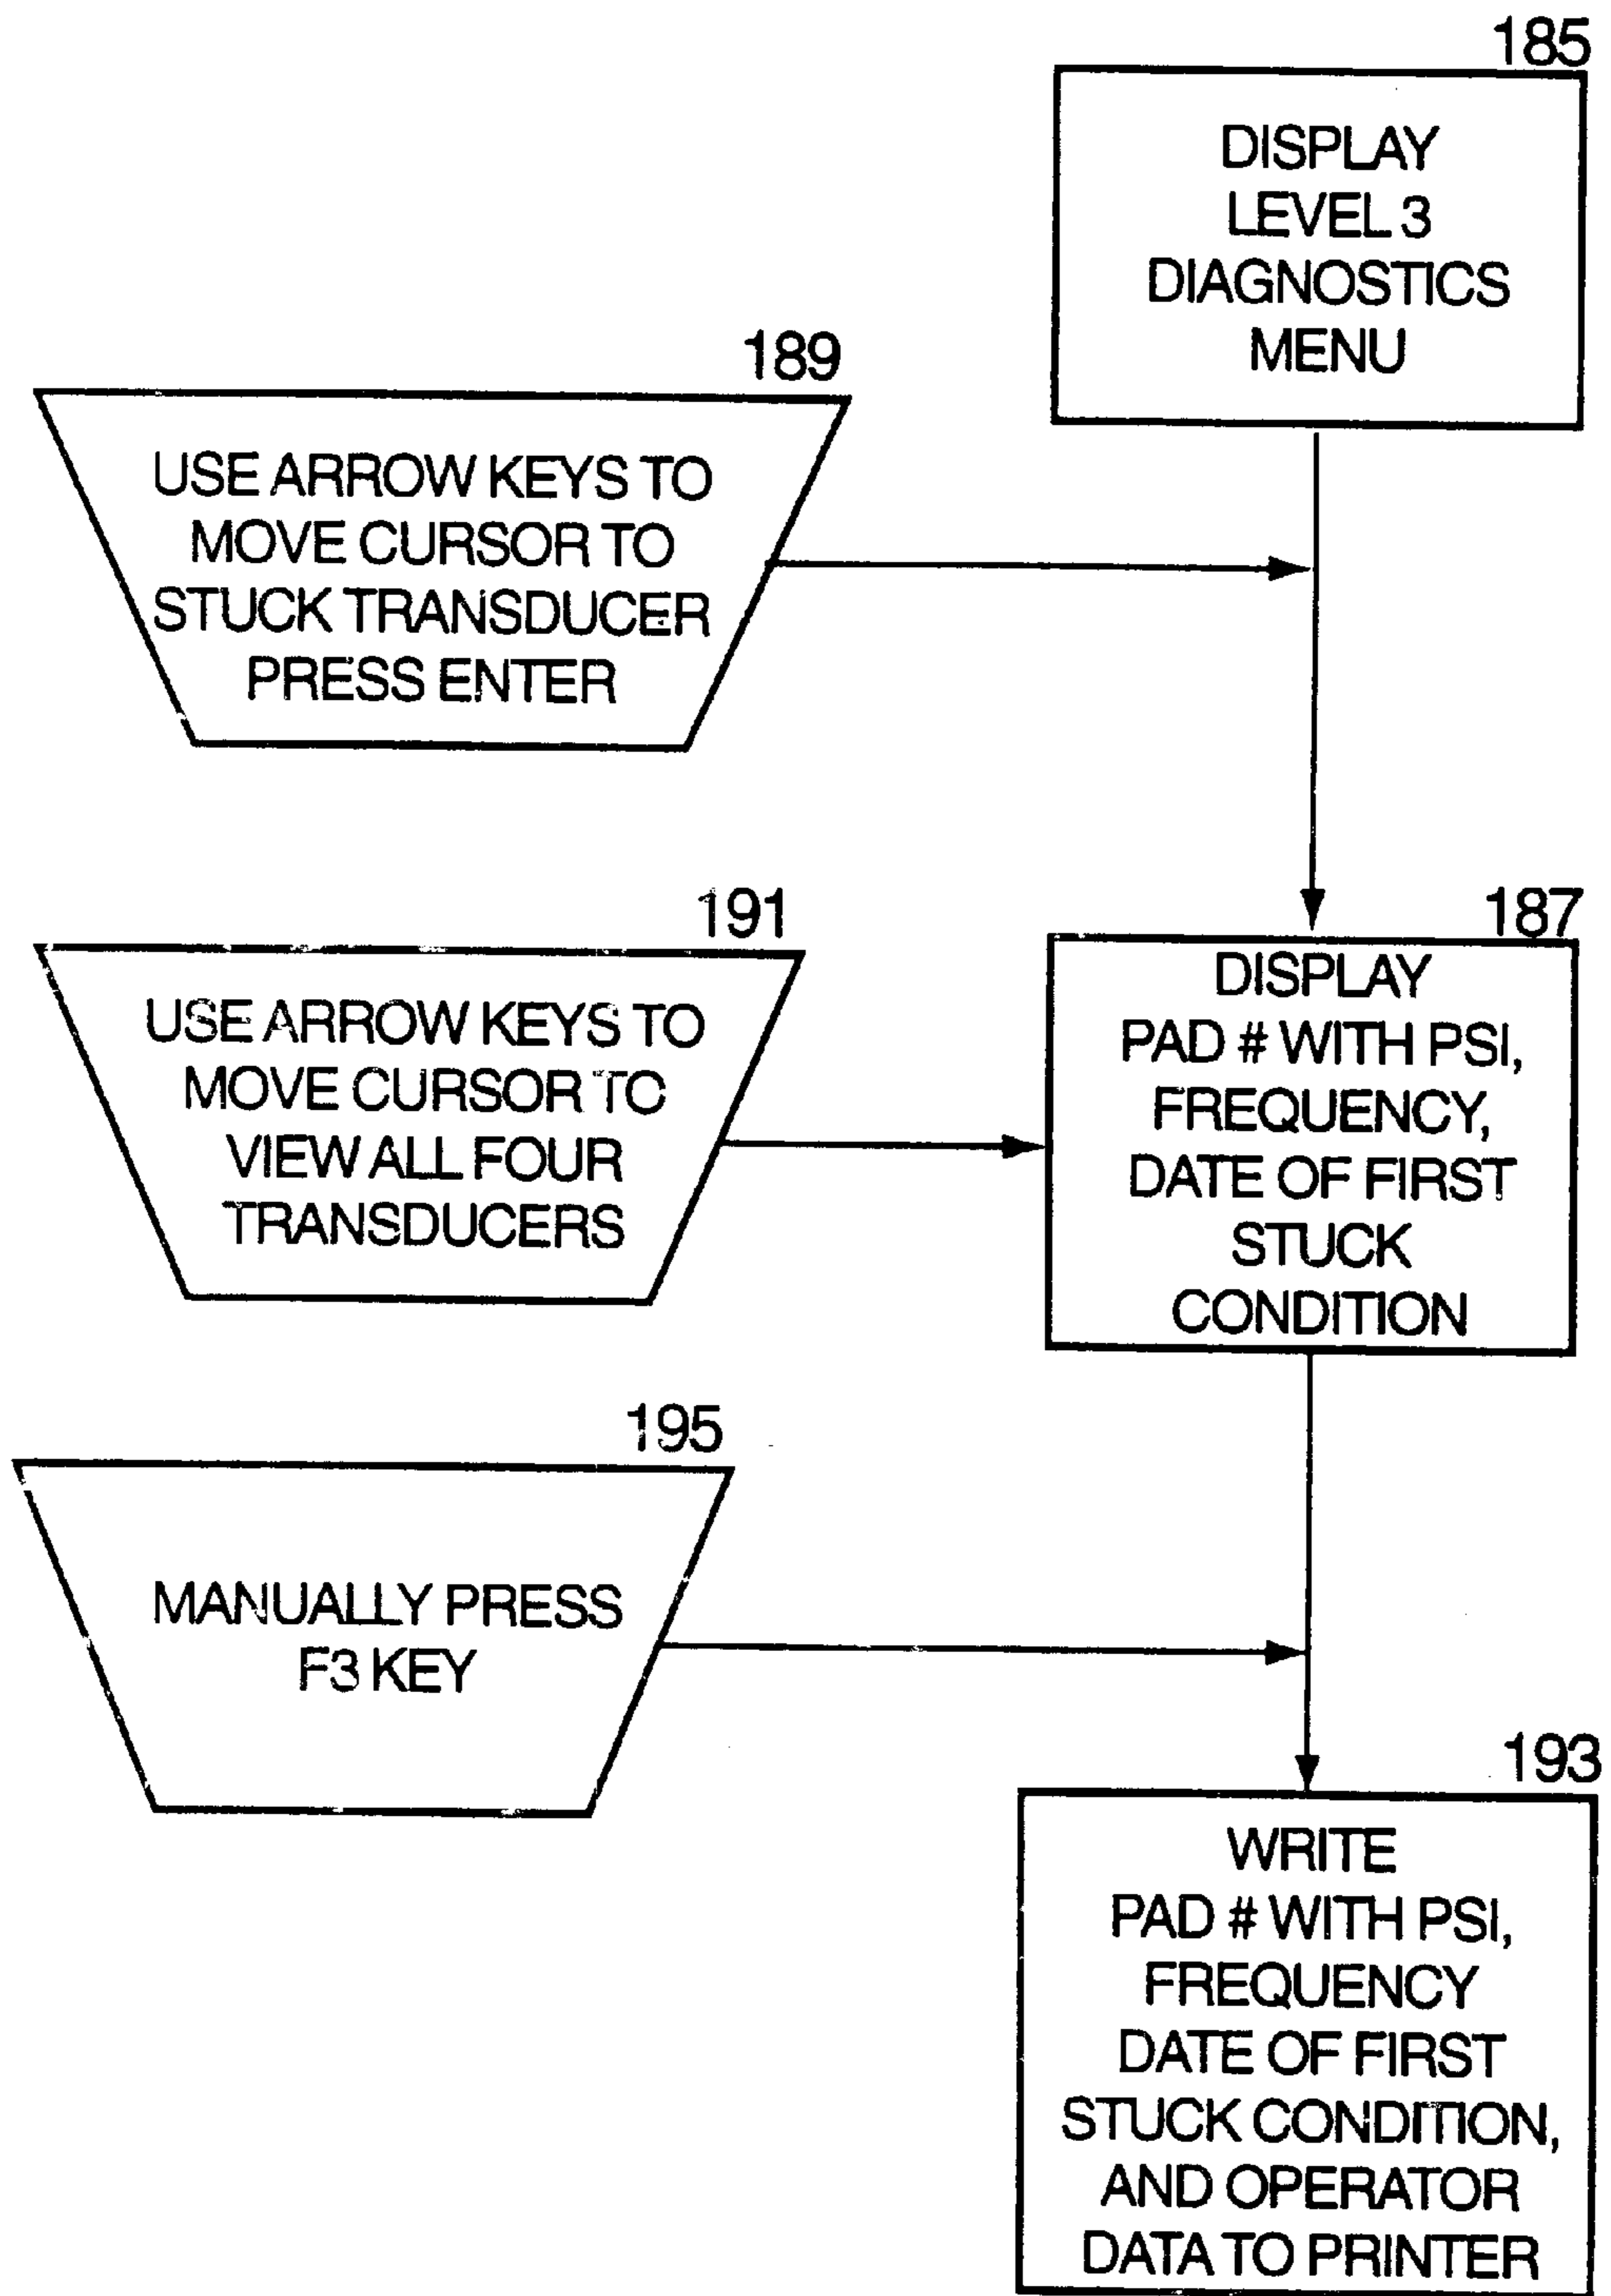 185
DISPLAY
LEVEL 3
DIAGNOSTICS
MENU
189
USE ARROW KEYS TO
MOVE CURSOR TO
STUCK TRANSDUCER
PRESS ENTER
191
USE ARROW KEYS TO
MOVE CURSOR TO
VIEW ALL FOUR
TRANSDUCERS
187
DISPLAY
PAD # WITH PSI,
FREQUENCY,
DATE OF FIRST
STUCK
CONDITION
195
MANUALLY PRESS
F3 KEY
193
WRITE
PAD # WITH PSI,
FREQUENCY
DATE OF FIRST
STUCK CONDITION,
AND OPERATOR
DATA TO PRINTER